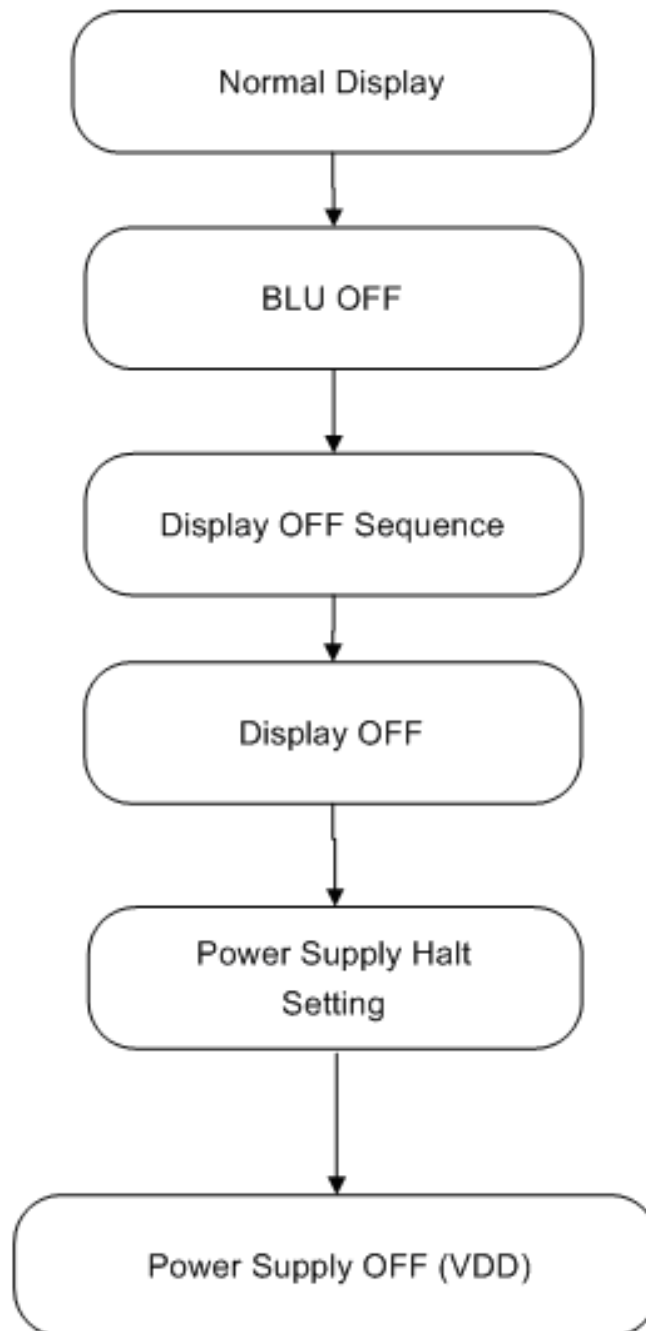 Normal Display
BLU OFF
Display OFF Sequence
Display OFF
Power Supply Halt
Setting
Power Supply OFF (VDD)